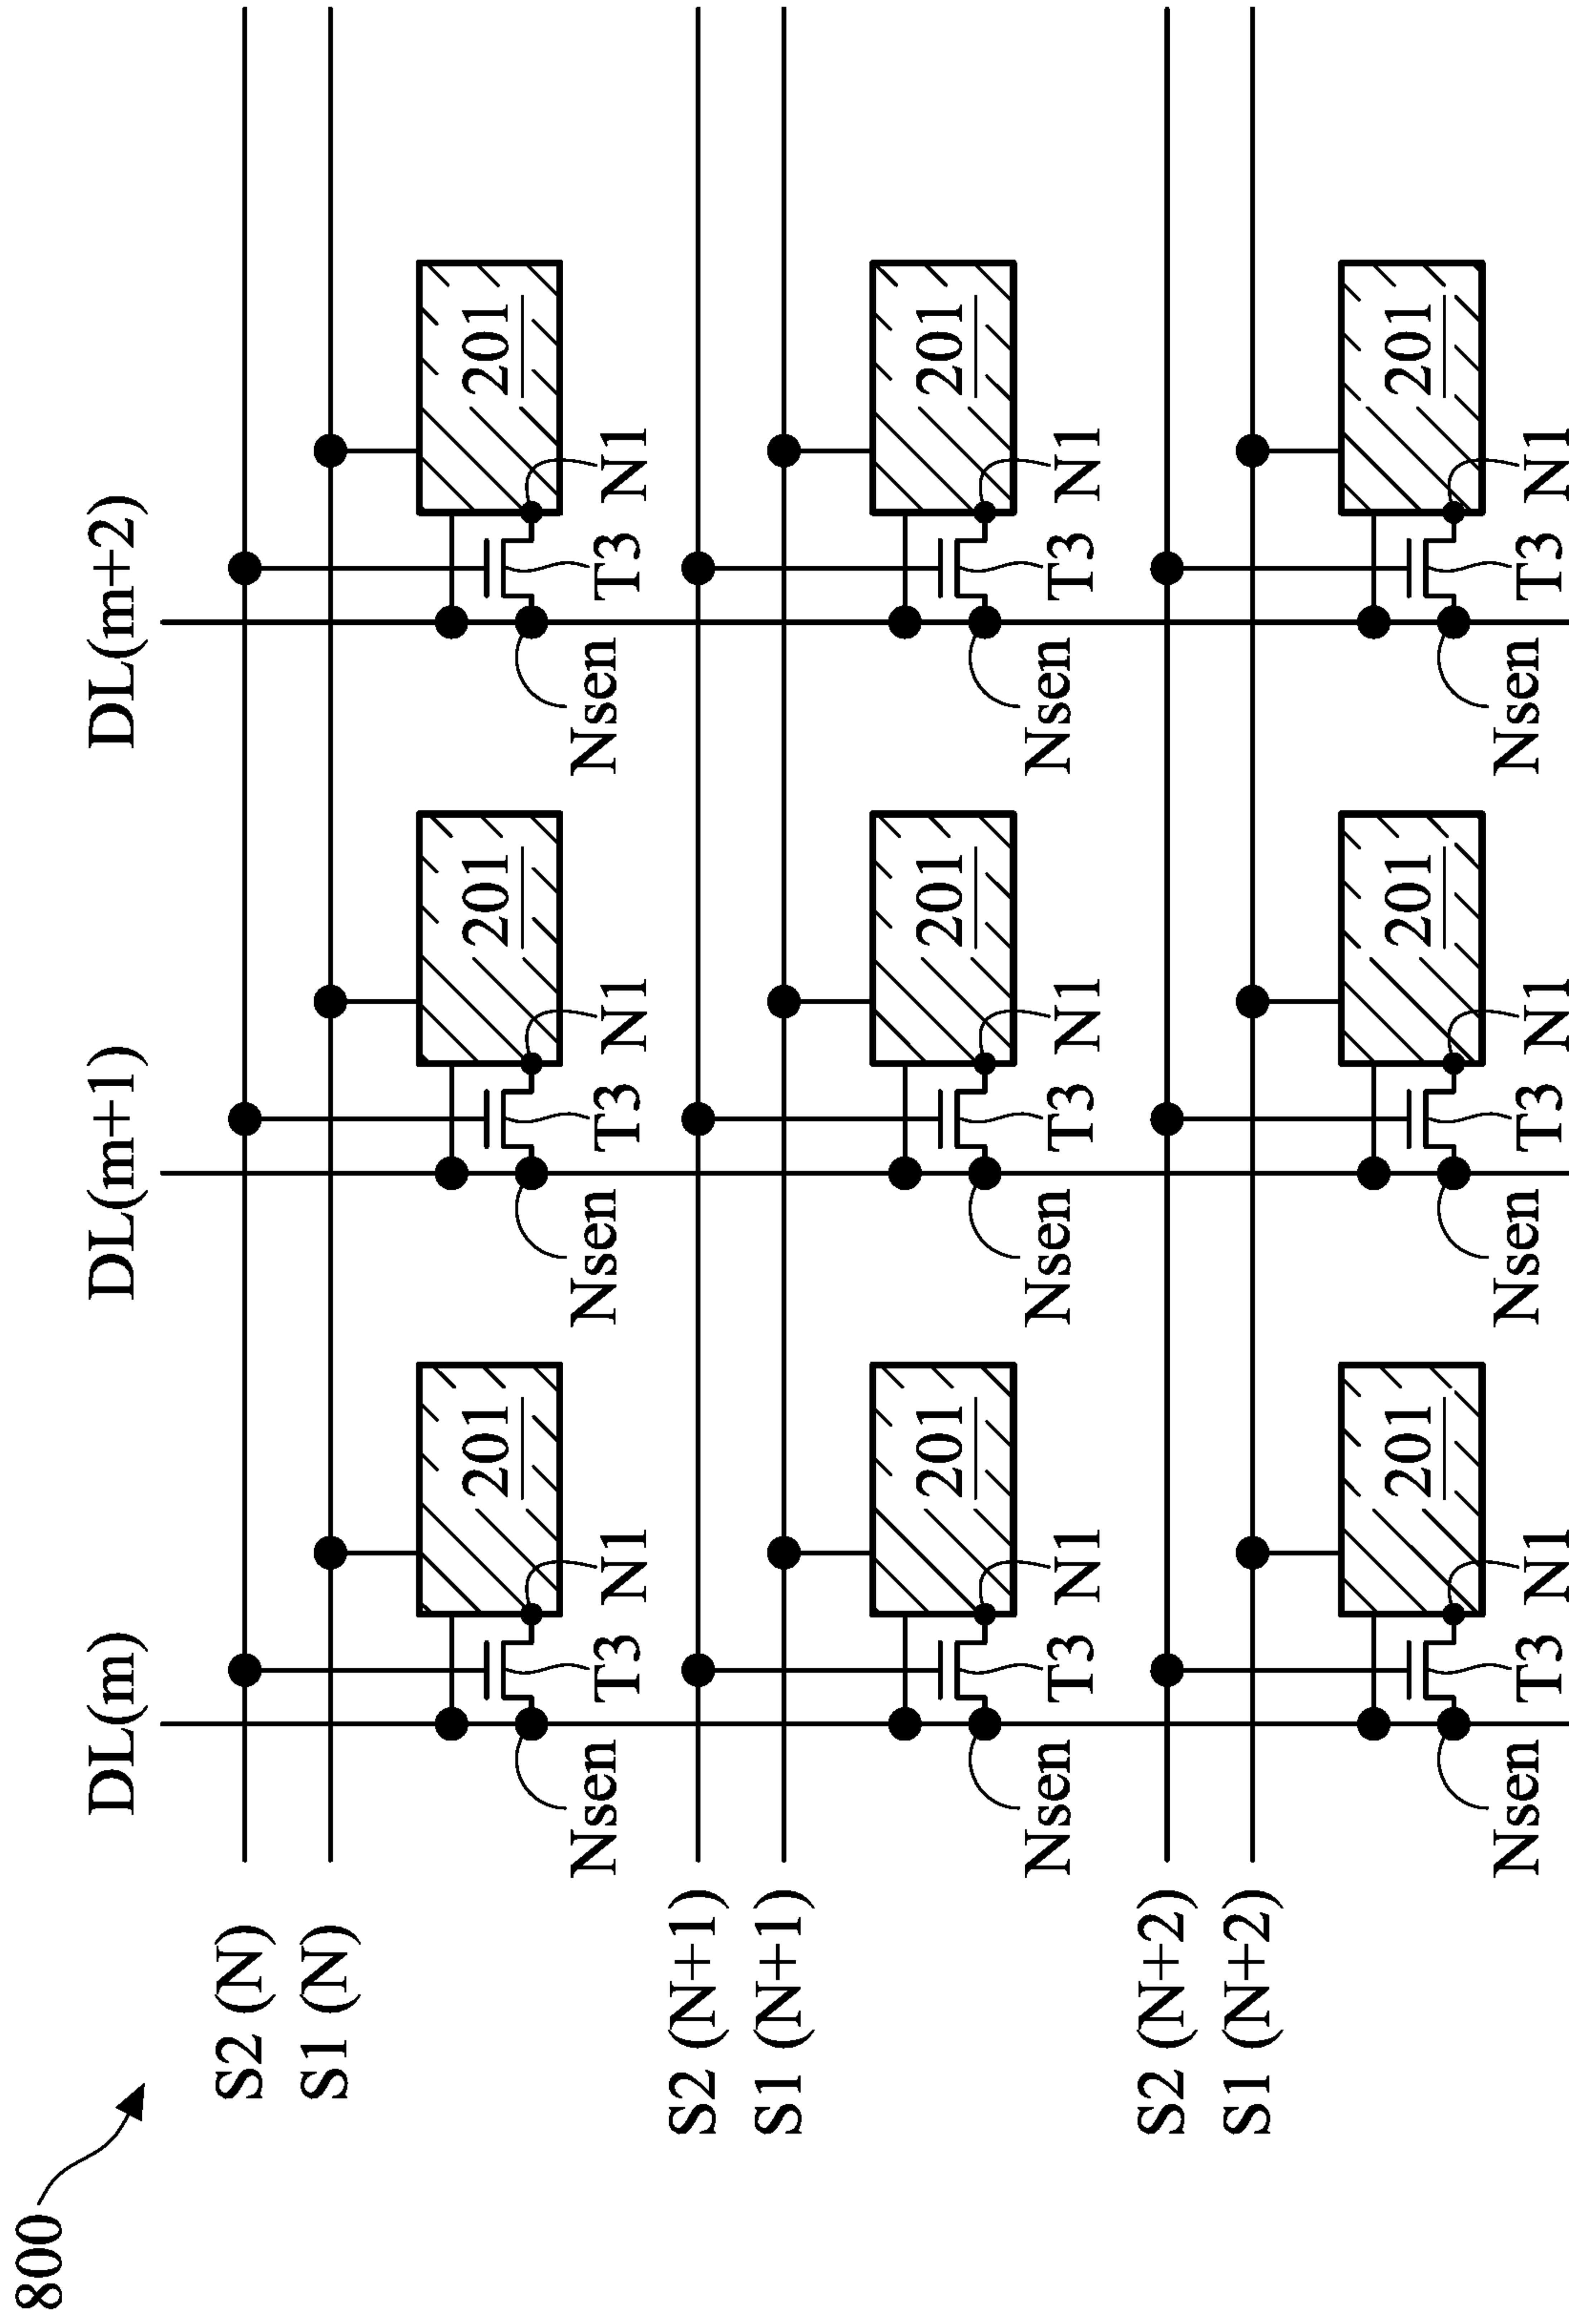 800
DL(m)
DL(m+1)
DL(m+2)
S2 (N)
S1 (N)
201
201
201
Nsen
T3
N1
Nsen
T3
N1
Nsen
T3
N1
S2 (N+1)
S1 (N+1)
201
201
201
Nsen
T3
N1
Nsen
T3
N1
Nsen
T3
N1
S2 (N+2)
S1 (N+2)
201
201
201
Nsen
T3
N1
Nsen
T3
N1
Nsen
T3
N1